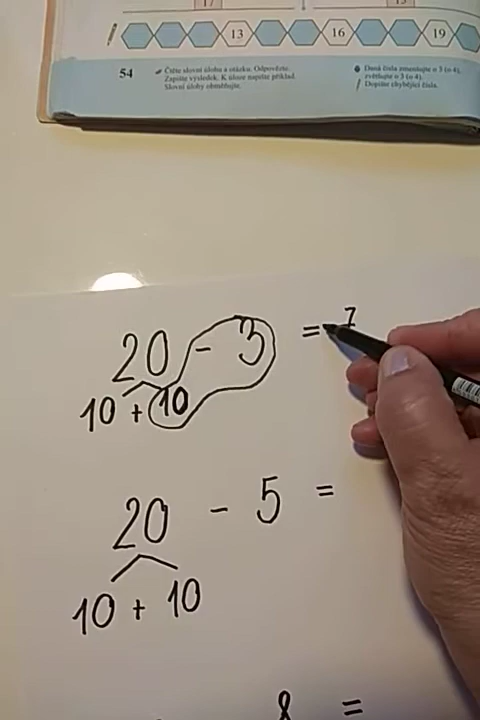 17 15
13 16 19
54
Čtěte slovní úlohu a otázku. Odpovězte.
Zapište výsledek. K úloze napište příklad.
Slovní úlohy obměňujte.
Daná čísla zmenšujte o 3 (o 4),
zvětšujte o 3 (o 4).
Doplňte chybějící čísla.
20 - 3 = 7
10 + 10
20 - 5 =
10 + 10
8 =